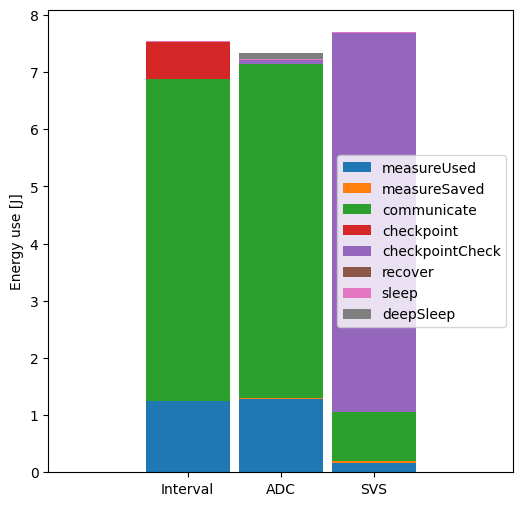 8
7
6
5
4
3
2
1
0
Energy use [J]
Interval
ADC
SVS
measureUsed
measureSaved
communicate
checkpoint
checkpointCheck
recover
sleep
deepSleep